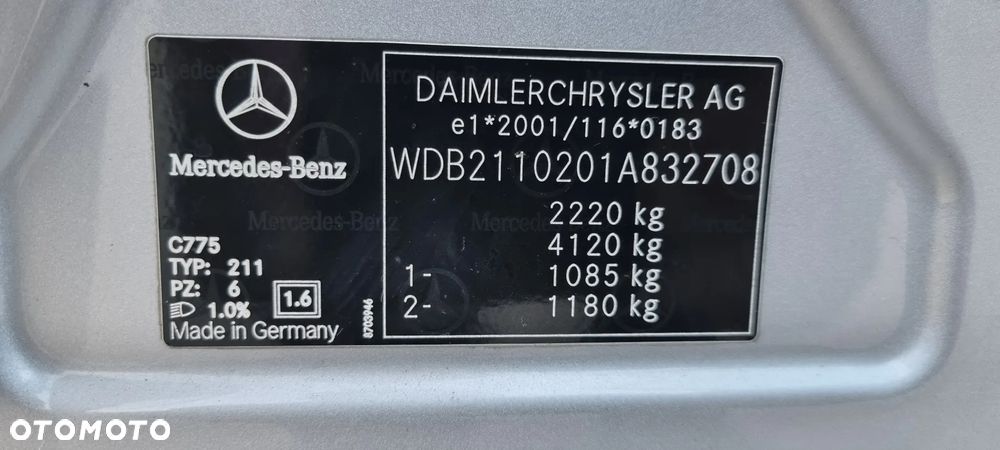 Mercedes-Benz
C775
TYP: 211
PZ: 6
1.0%
1.6
Made in Germany
8703946
DAIMLERCHRYSLER AG
e1*2001/116*0183
WDB2110201A832708
2220 kg
4120 kg
1- 1085 kg
2- 1180 kg
OTOMOTO